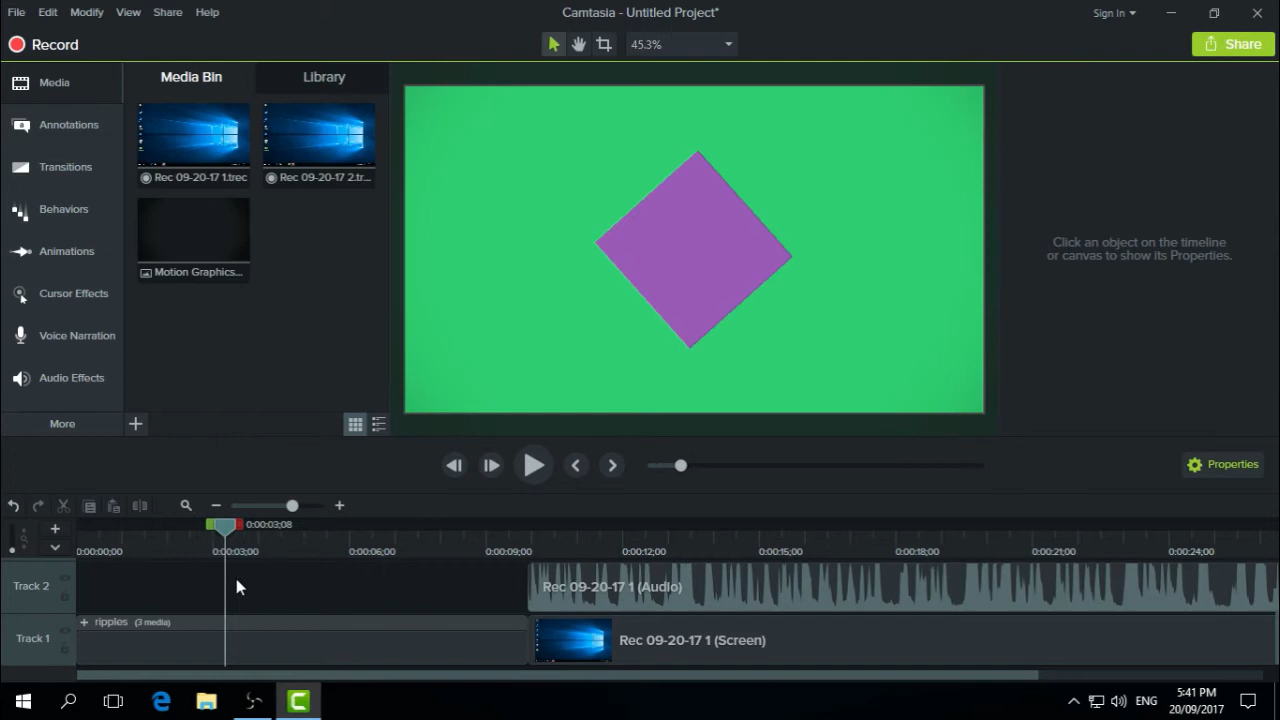 File Edit Modify View Share Help
Camtasia - Untitled Project*
Sign In
Record
45.3%
Share
Media
Annotations
Transitions
Behaviors
Animations
Cursor Effects
Voice Narration
Audio Effects
More
Media Bin
Library
Rec 09-20-17 1.trec
Rec 09-20-17 2.tr...
Motion Graphics...
Click an object on the timeline
or canvas to show its Properties.
Properties
0:00:03;08
0:00:00;00 0:00:03;00 0:00:06;00 0:00:09;00 0:00:12;00 0:00:15;00 0:00:18;00 0:00:21;00 0:00:24;00
Track 2
Rec 09-20-17 1 (Audio)
Track 1
+ ripples (3 media)
Rec 09-20-17 1 (Screen)
ENG
5:41 PM
20/09/2017